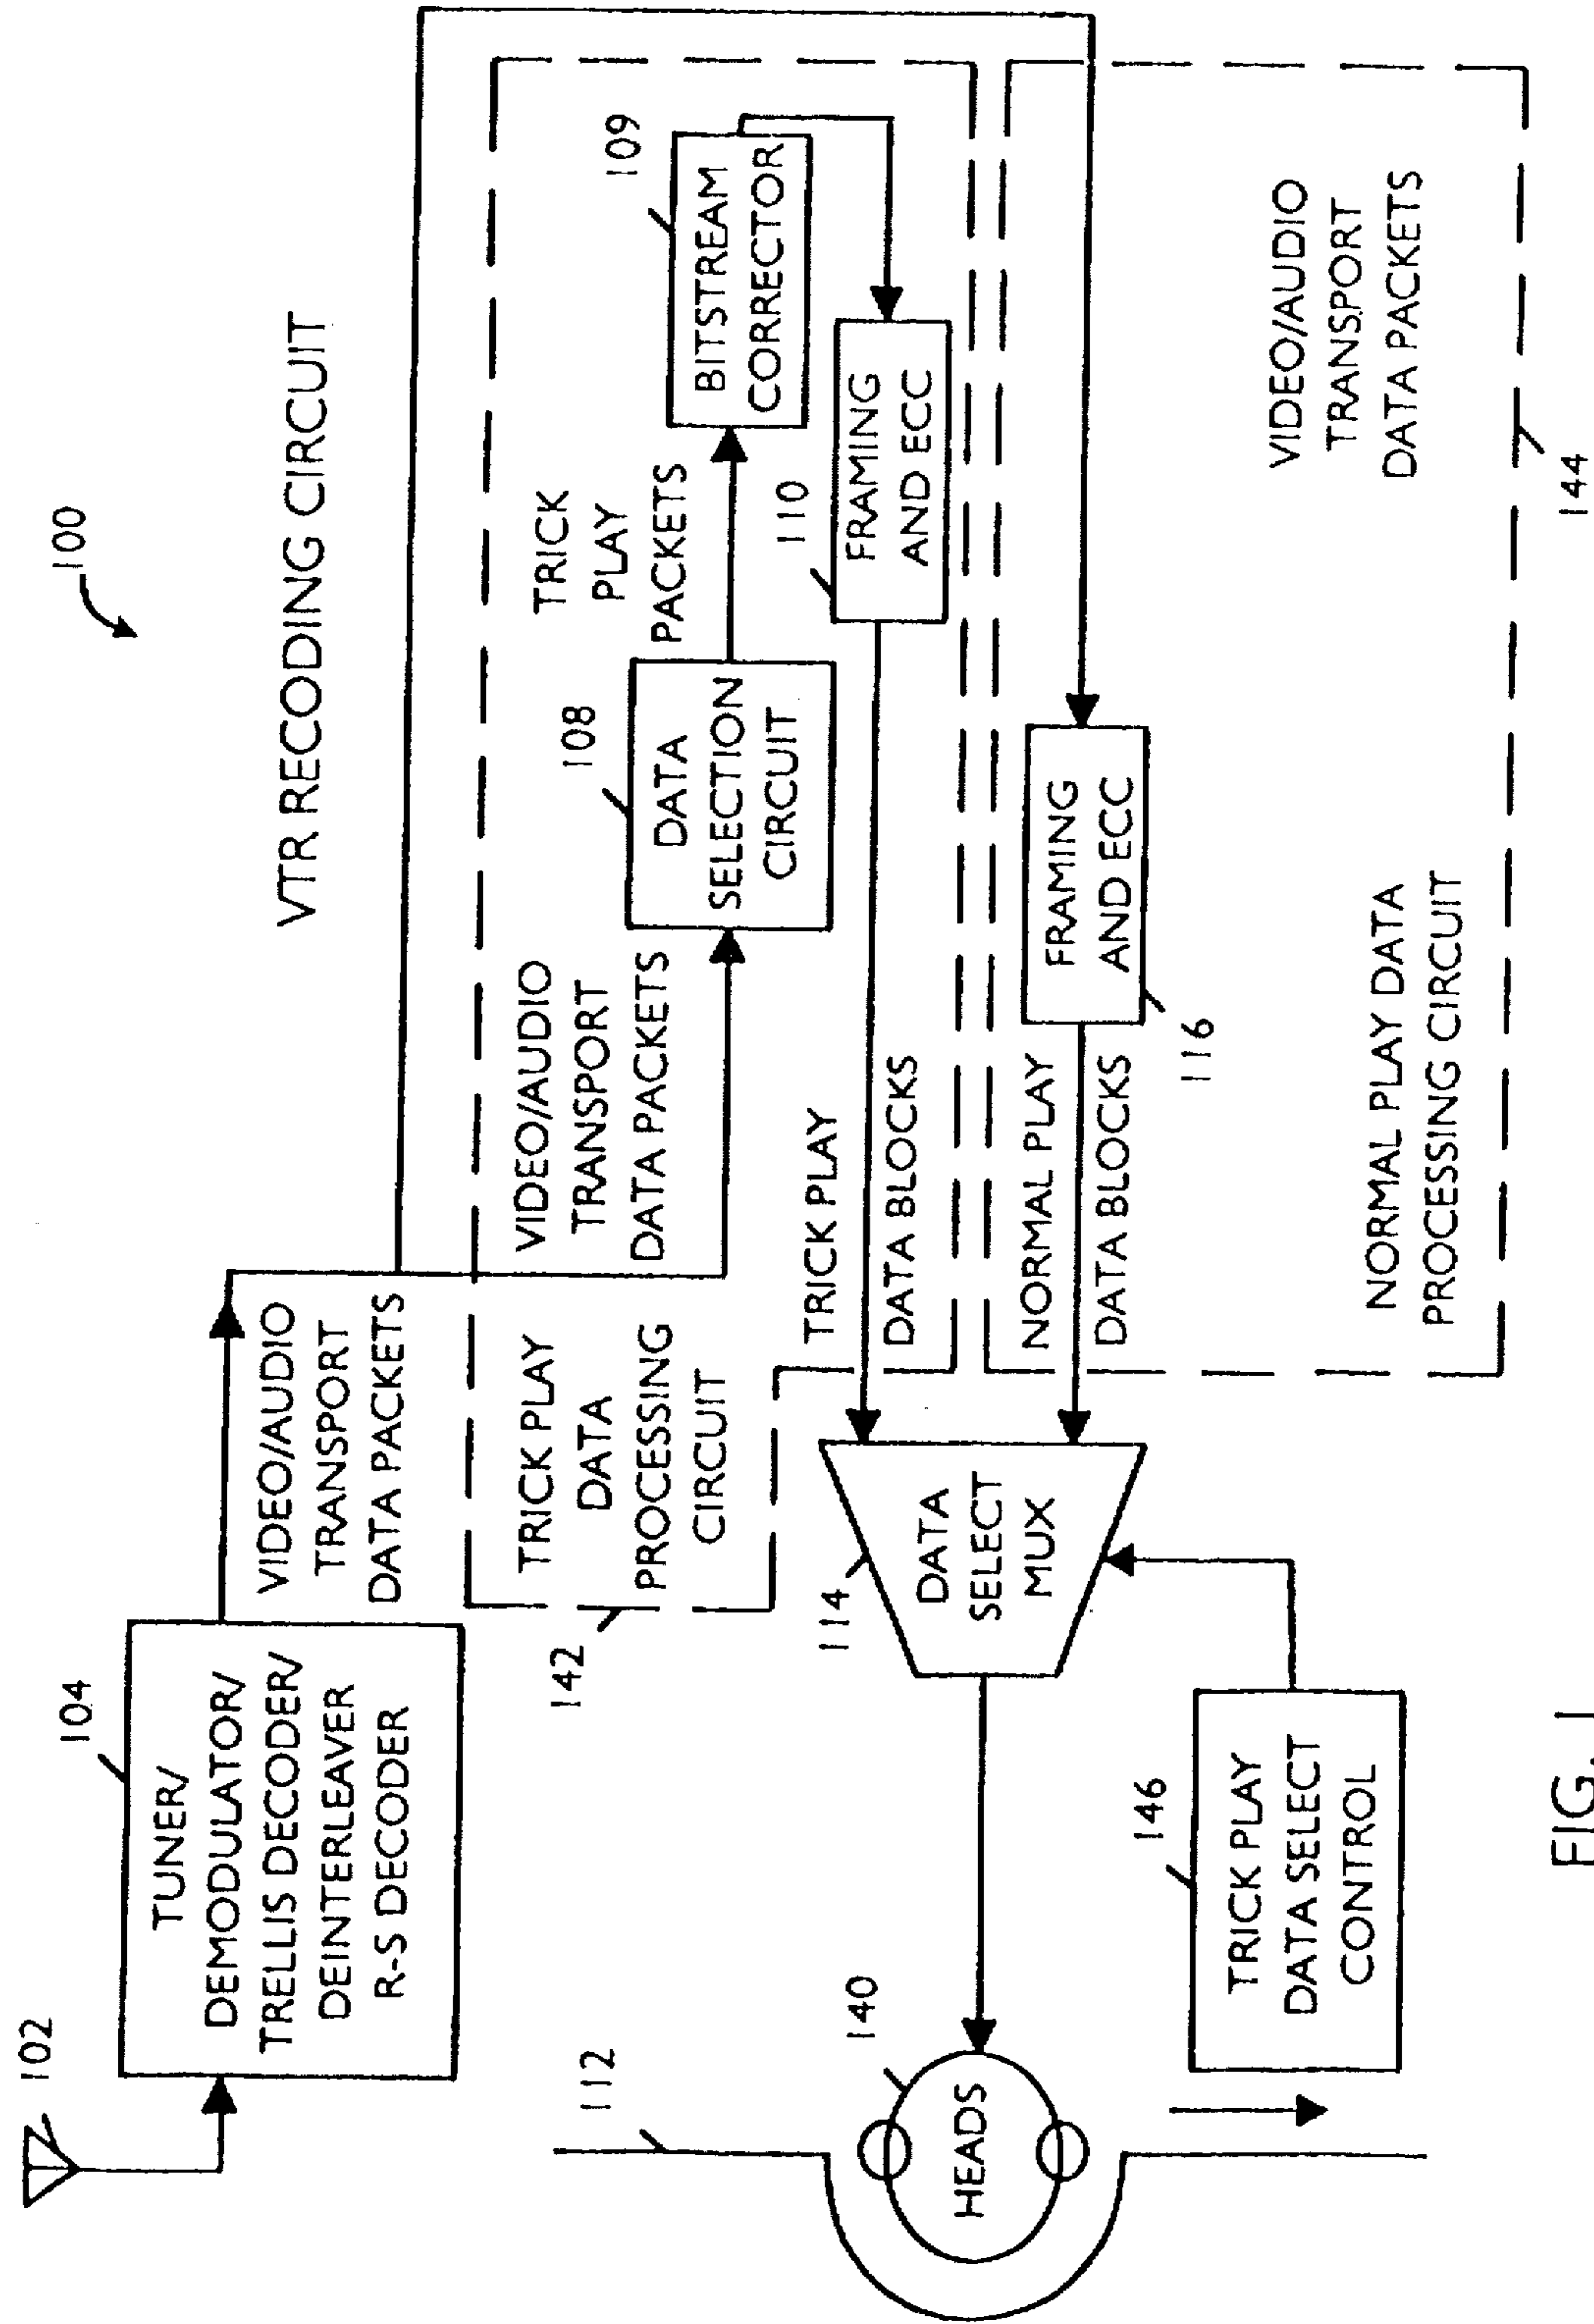 100
VTR RECODING CIRCUIT
102
104
TUNER/
DEMODULATOR/
TRELLIS DECODER/
DEINTERLEAVER
R-S DECODER
VIDEO/AUDIO
TRANSPORT
DATA PACKETS
142
TRICK PLAY
DATA
PROCESSING
CIRCUIT
VIDEO/AUDIO
TRANSPORT
DATA PACKETS
108
DATA
SELECTION
CIRCUIT
TRICK
PLAY
PACKETS
109
BITSTREAM
CORRECTOR
110
FRAMING
AND ECC
TRICK PLAY
DATA BLOCKS
112
140
HEADS
114
DATA
SELECT
MUX
NORMAL PLAY
DATA BLOCKS
FRAMING
AND ECC
116
146
TRICK PLAY
DATA SELECT
CONTROL
VIDEO/AUDIO
TRANSPORT
DATA PACKETS
NORMAL PLAY DATA
PROCESSING CIRCUIT
144
FIG. 1